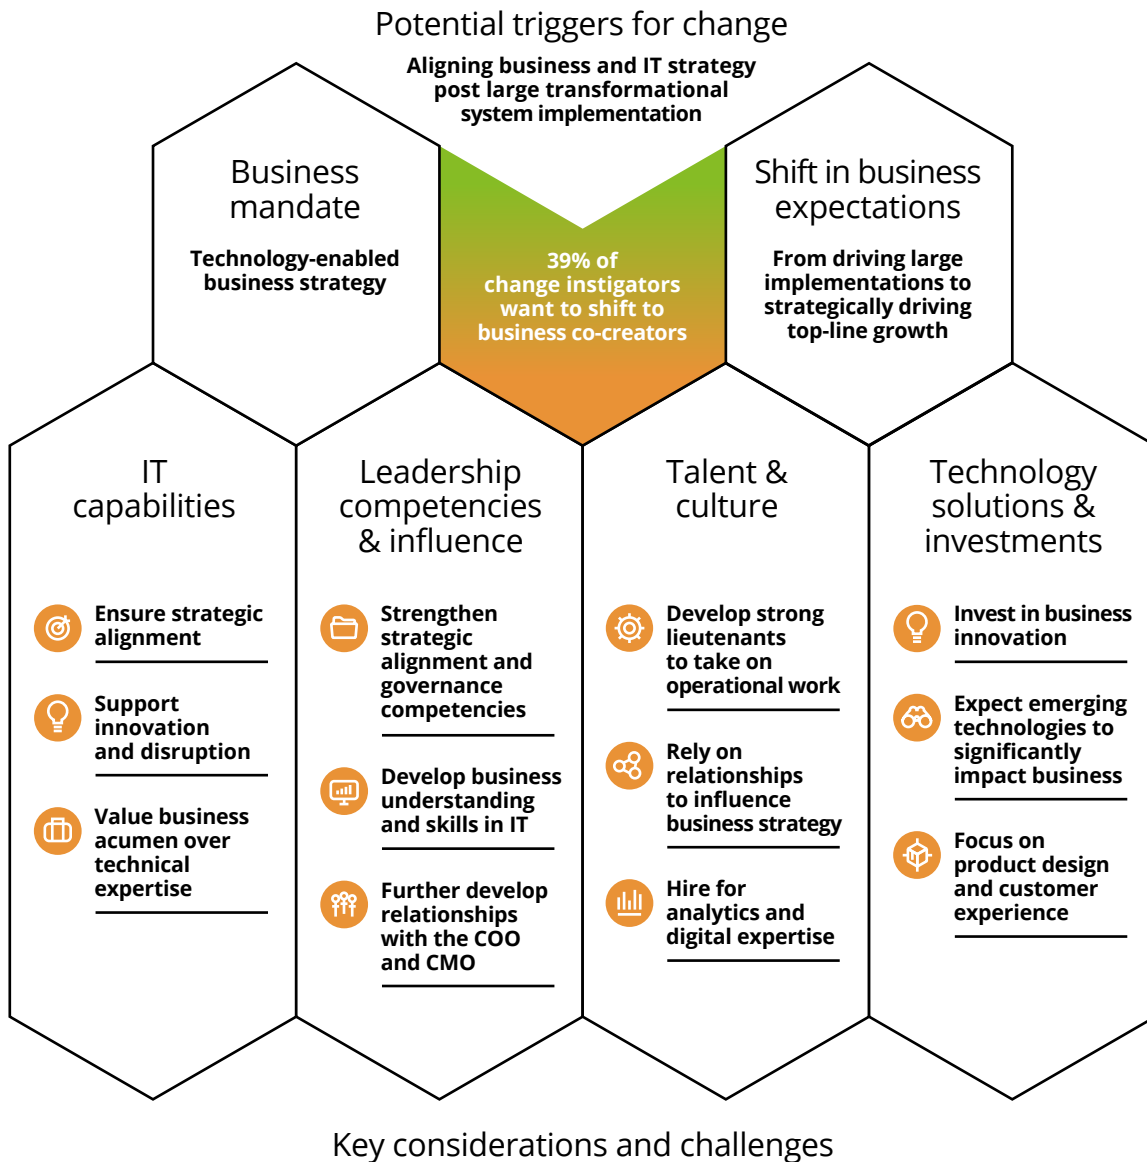 Potential triggers for change
Aligning business and IT strategy
post large transformational
system implementation
Business
mandate
Technology-enabled
business strategy
39% of
change instigators
want to shift to
business co-creators
Shift in business
expectations
From driving large
implementations to
strategically driving
top-line growth
IT
capabilities
Ensure strategic
alignment
Support
innovation
and disruption
Value business
acumen over
technical
expertise
Leadership
competencies
& influence
Strengthen
strategic
alignment and
governance
competencies
Develop business
understanding
and skills in IT
Further develop
relationships
with the COO
and CMO
Talent &
culture
Develop strong
lieutenants
to take on
operational work
Rely on
relationships
to influence
business strategy
Hire for
analytics and
digital expertise
Technology
solutions &
investments
Invest in business
innovation
Expect emerging
technologies to
significantly
impact business
Focus on
product design
and customer
experience
Key considerations and challenges